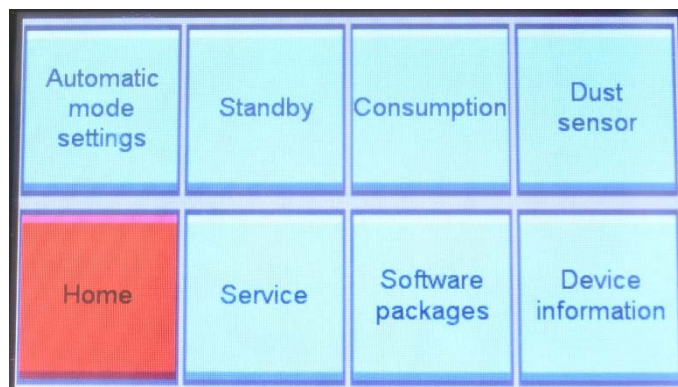 Automatic
mode
settings
Standby
Consumption
Dust
sensor
Home
Service
Software
packages
Device
information